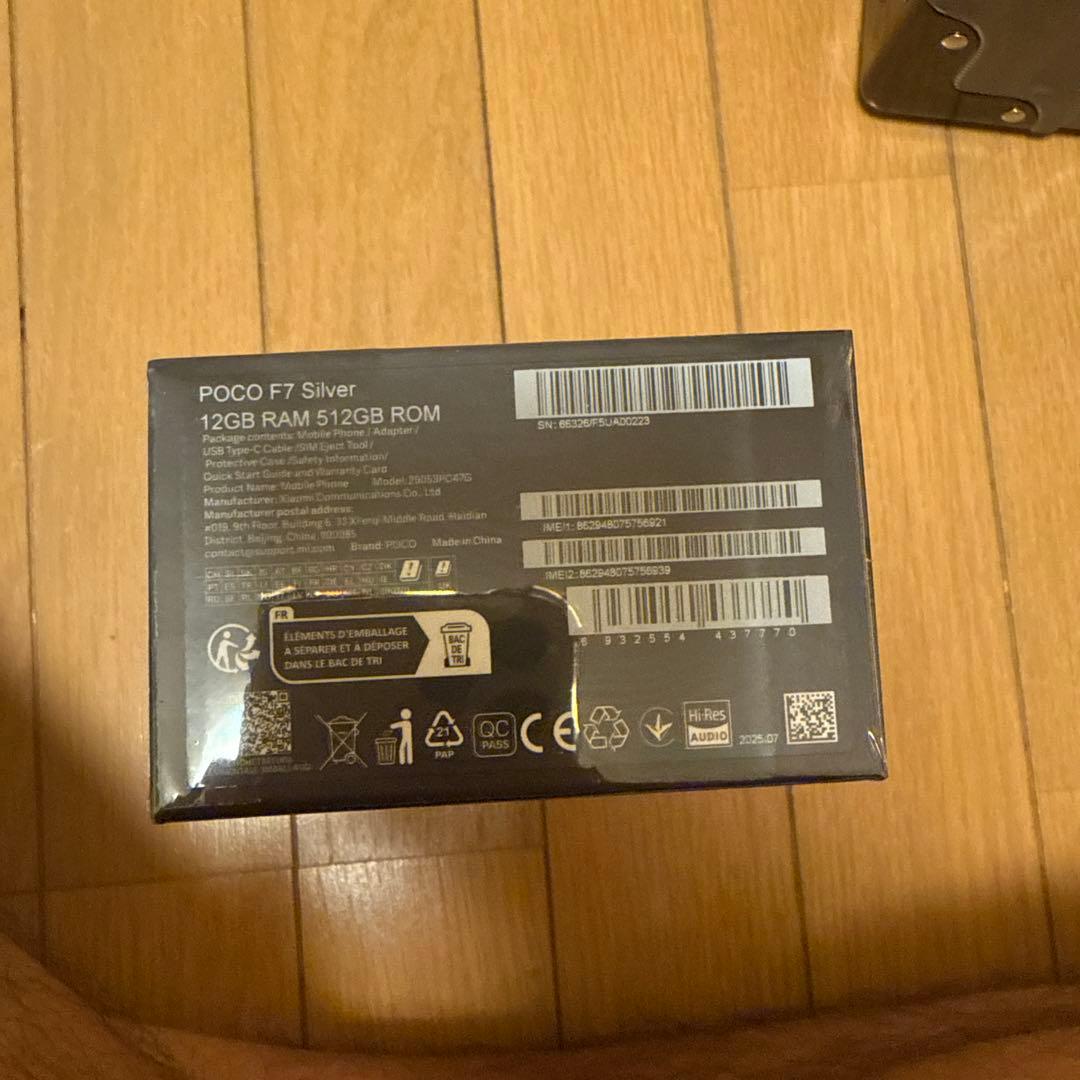 POCO F7 Silver
12GB RAM 512GB ROM
Package contents: Mobile Phone / Adapter /
USB Type-C Cable /SIM Eject Tool /
Protective Case /Safety Information/
Quick Start Guide and Warranty Card
Product Name: Mobile Phone Model: 25053PC47G
Manufacturer: Xiaomi Communications Co., Ltd.
Manufacturer postal address:
#019, 9th Floor, Building 6, 33 Xi'erqi Middle Road, Haidian
District, Beijing, China, 100085
contact@support.mi.com Brand: POCO Made in China
SN: 66326/F5UA00223
IMEI1: 862948075756921
IMEI2: 862948075756939
6 932554 437770
FR
ÉLÉMENTS D'EMBALLAGE
À SÉPARER ET À DÉPOSER
DANS LE BAC DE TRI
BAC
DE
TRI
21
PAP
QC
PASS
CE
Hi-Res
AUDIO
2025.07